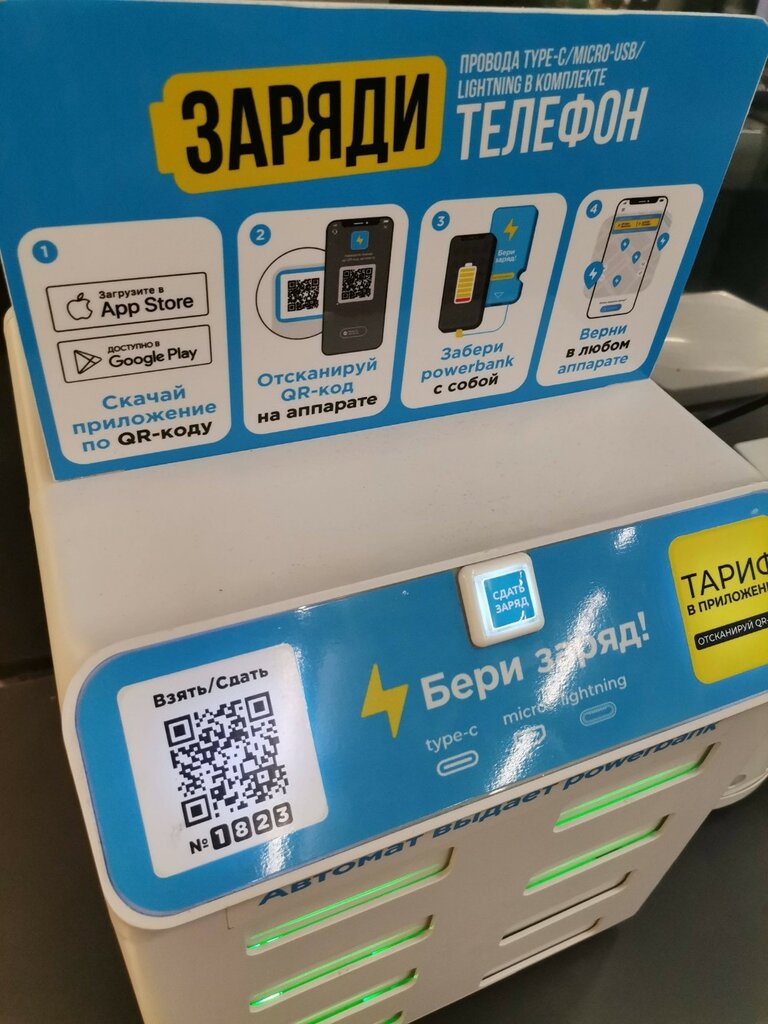 ЗАРЯДИ
ПРОВОДА TYPE-C/MICRO-USB/
LIGHTNING В КОМПЛЕКТЕ
ТЕЛЕФОН
1
Загрузите в
App Store
ДОСТУПНО В
Google Play
Скачай
приложение
по QR-коду
2
Отсканируй
QR-код
на аппарате
3
Бери
заряд!
Забери
powerbank
с собой
4
Верни
в любом
аппарате
СДАТЬ
ЗАРЯД
Взять/Сдать
№1823
Бери заряд!
type-c
micro
lightning
В ПРИЛОЖЕНИ
ОТСКАНИРУЙ QR-
Автомат выдает powerbank